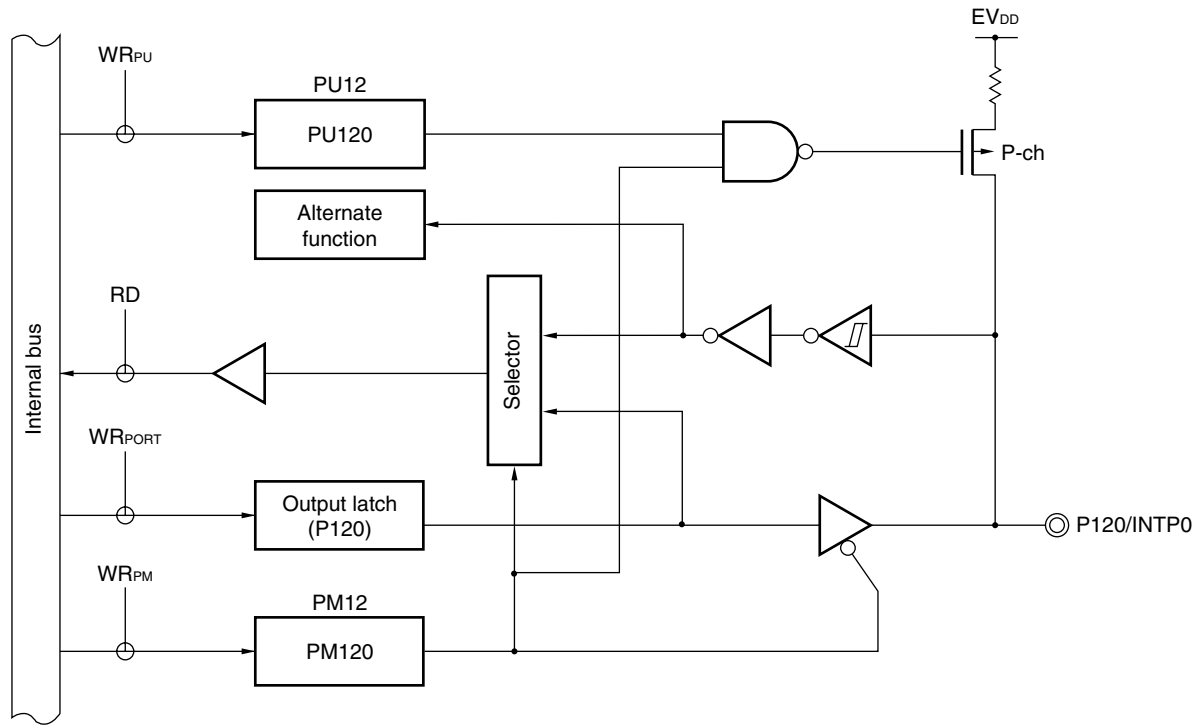 EVDD
WRPU
PU12
PU120
P-ch
Alternate
function
RD
Internal bus
Selector
WRPORT
Output latch
(P120)
P120/INTP0
WRPM
PM12
PM120